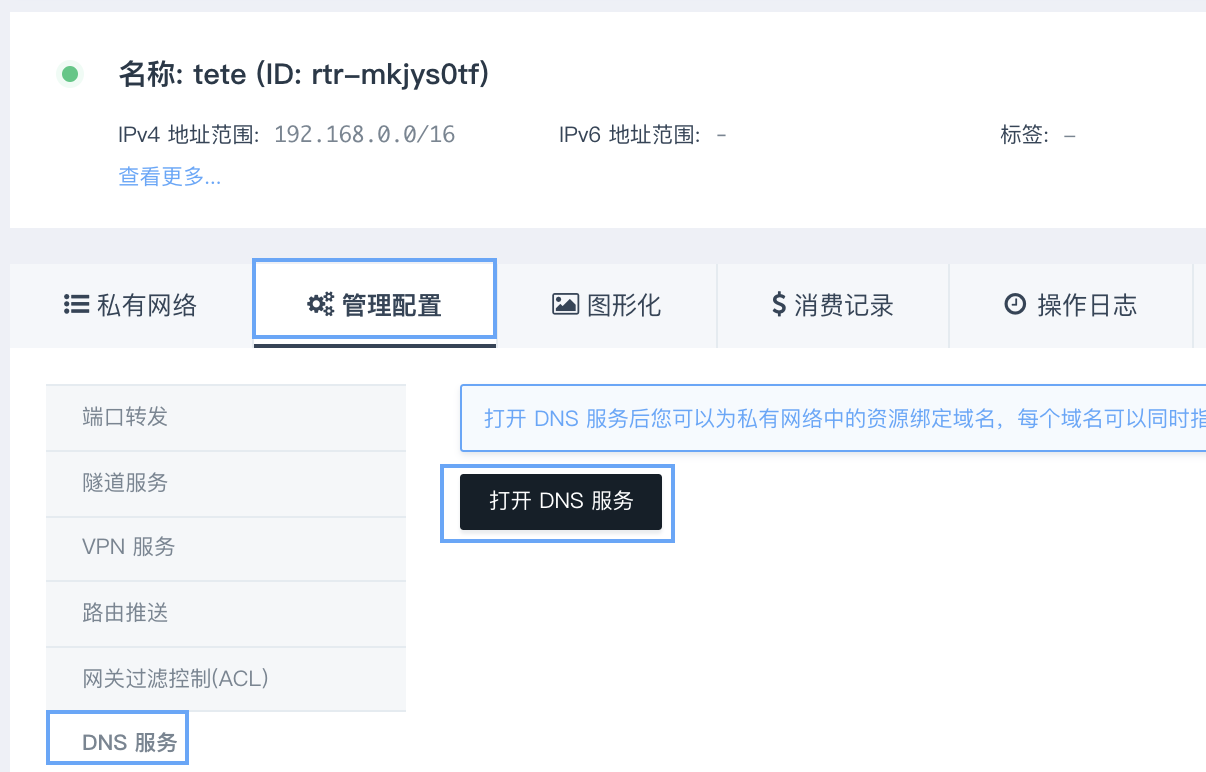 名称: tete (ID: rtr-mkjys0tf)
IPv4 地址范围: 192.168.0.0/16 IPv6 地址范围: - 标签: -
查看更多...
私有网络 管理配置 图形化 消费记录 操作日志
端口转发
打开 DNS 服务后您可以为私有网络中的资源绑定域名，每个域名可以同时指
隧道服务
打开 DNS 服务
VPN 服务
路由推送
网关过滤控制(ACL)
DNS 服务